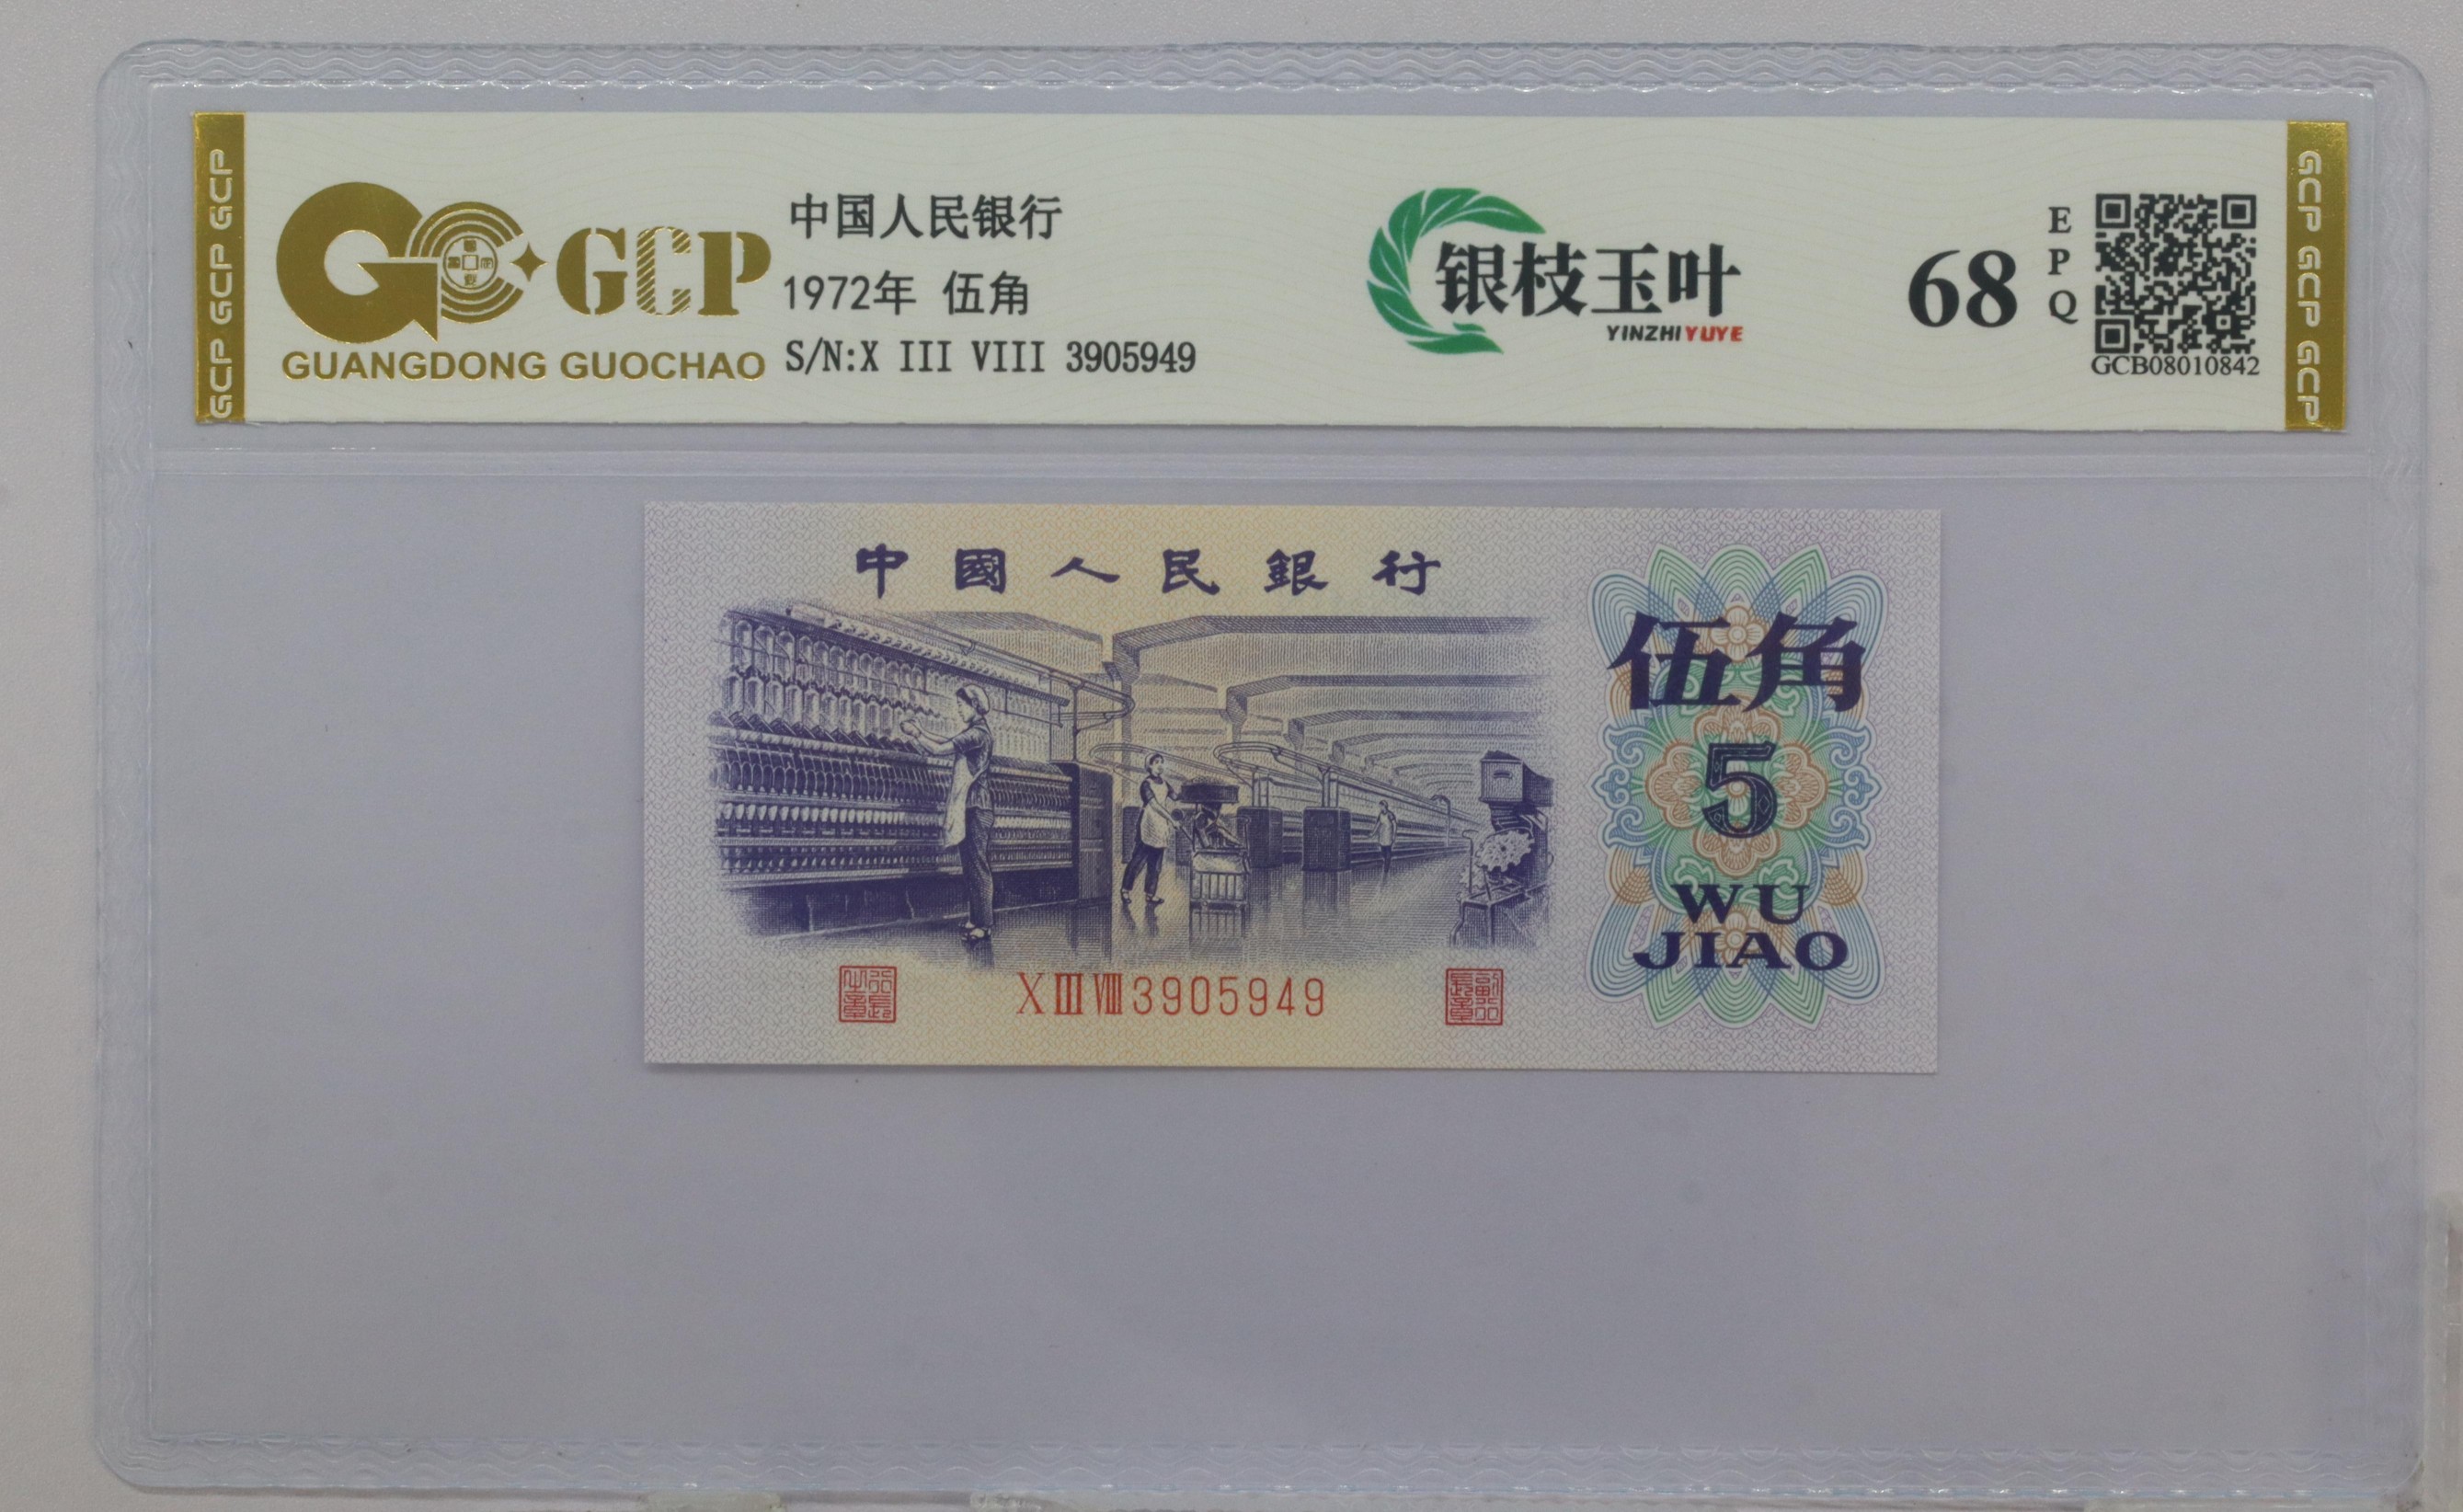 GCP GCP GCP
GCP
GUANGDONG GUOCHAO
中国人民银行
1972年 伍角
S/N:X III VIII 3905949
银枝玉叶
YINZHIYUYE
68
EPQ
GCB08010842
GCP GCP GCP
中國人民銀行
伍角
5
WU
JIAO
X III VIII 3905949